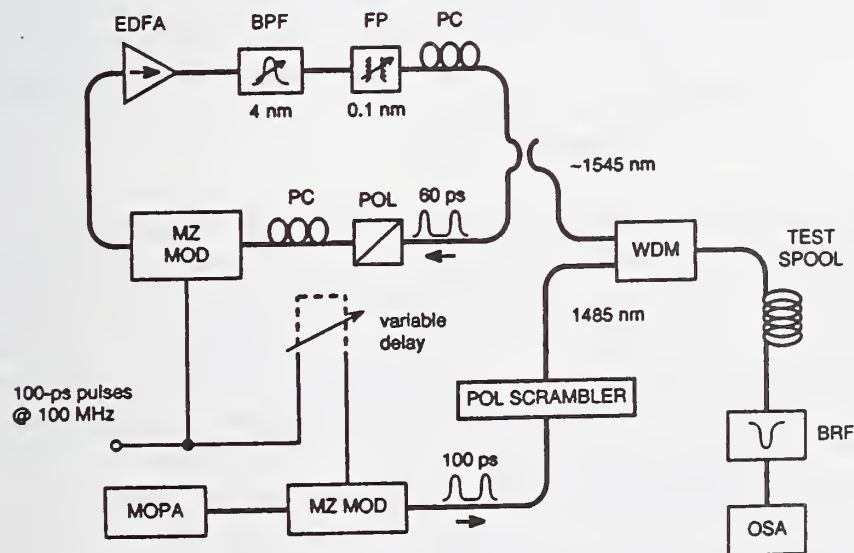 EDFA
BPF
FP
PC
4 nm
0.1 nm
~1545 nm
PC
POL
60 ps
MZ
MOD
WDM
TEST
SPOOL
1485 nm
variable
delay
100-ps pulses
@ 100 MHz
POL SCRAMBLER
BRF
100 ps
MOPA
MZ MOD
OSA